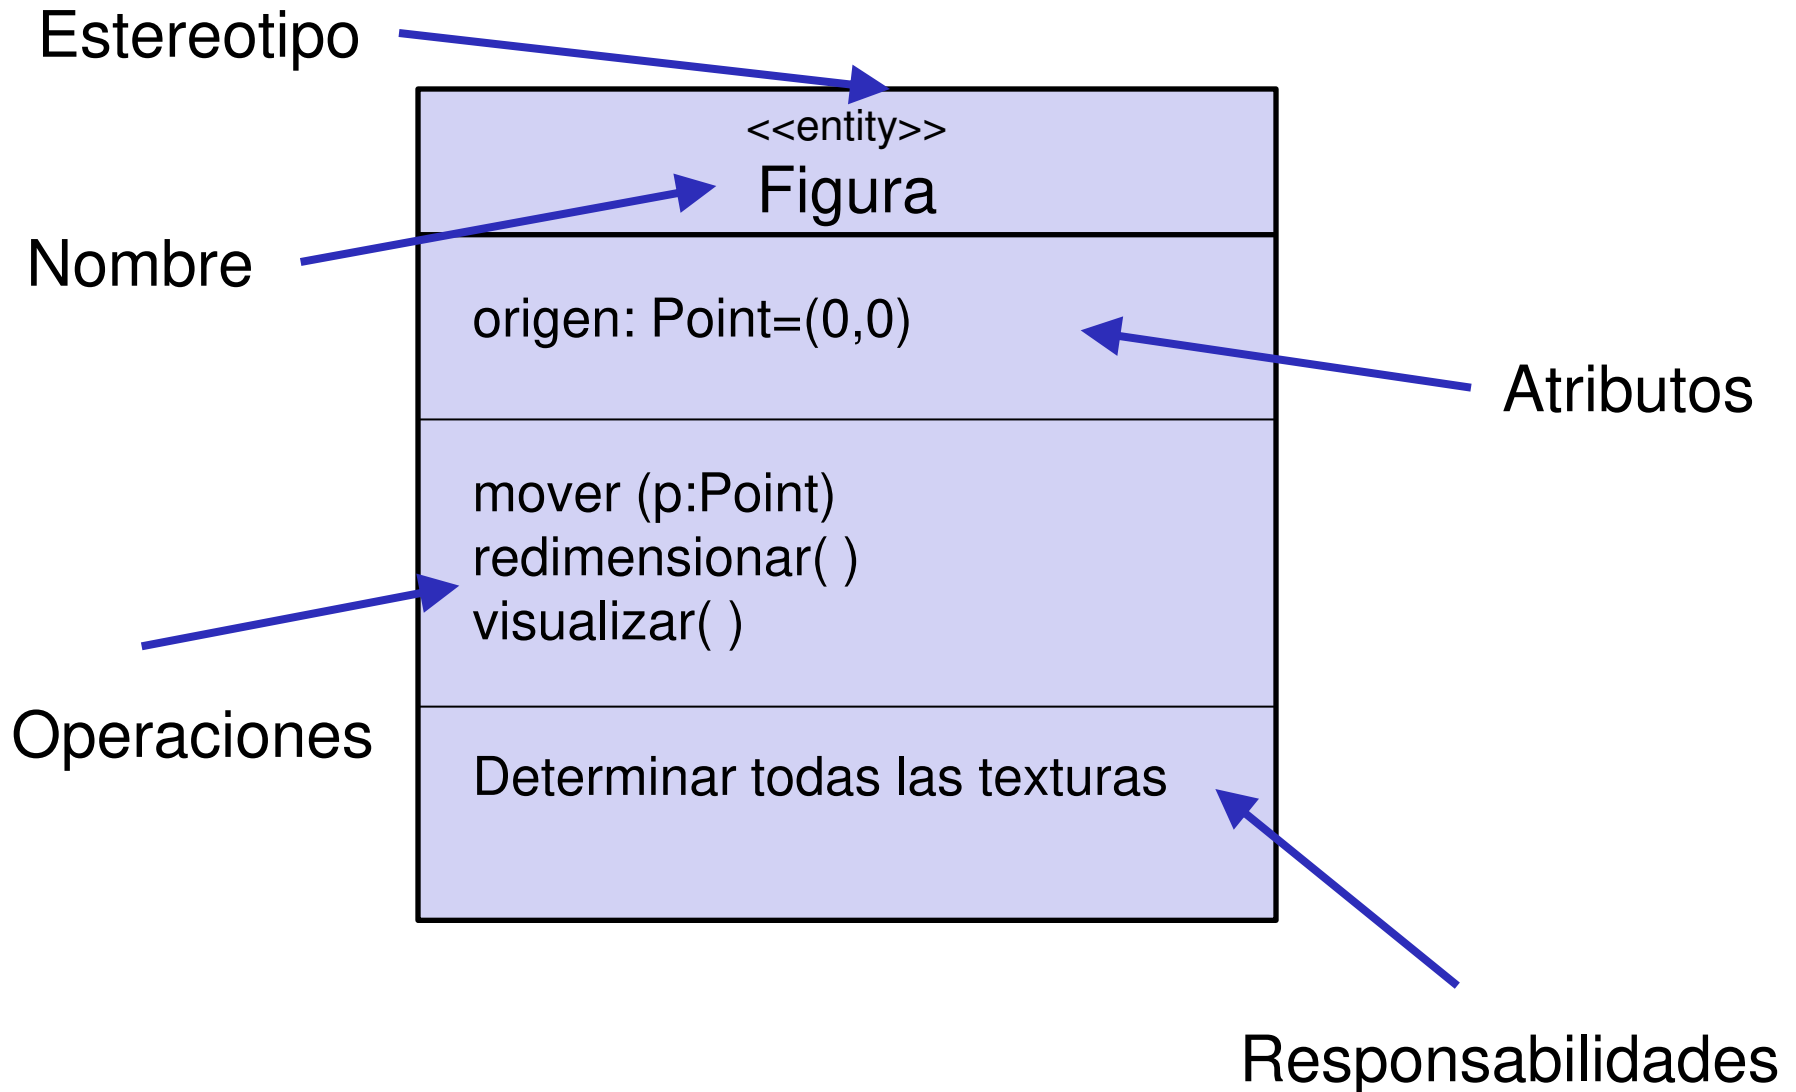 Estereotipo
<<entity>>
Figura
Nombre
origen: Point=(0,0)
Atributos
mover (p:Point)
redimensionar( )
visualizar( )
Operaciones
Determinar todas las texturas
Responsabilidades